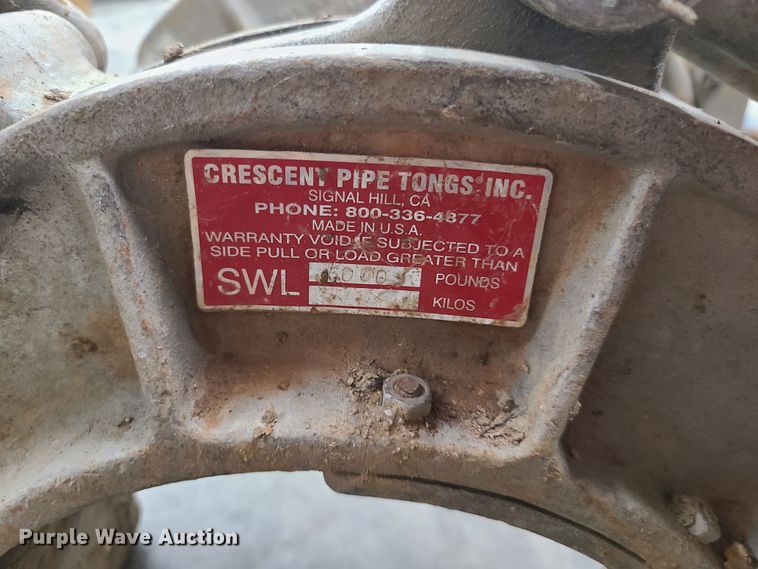 CRESCENT PIPE TONGS INC.
SIGNAL HILL, CA
PHONE: 800-336-4877
MADE IN U.S.A.
WARRANTY VOID IF SUBJECTED TO A
SIDE PULL OR LOAD GREATER THAN
SWL POUNDS
KILOS
Purple Wave Auction